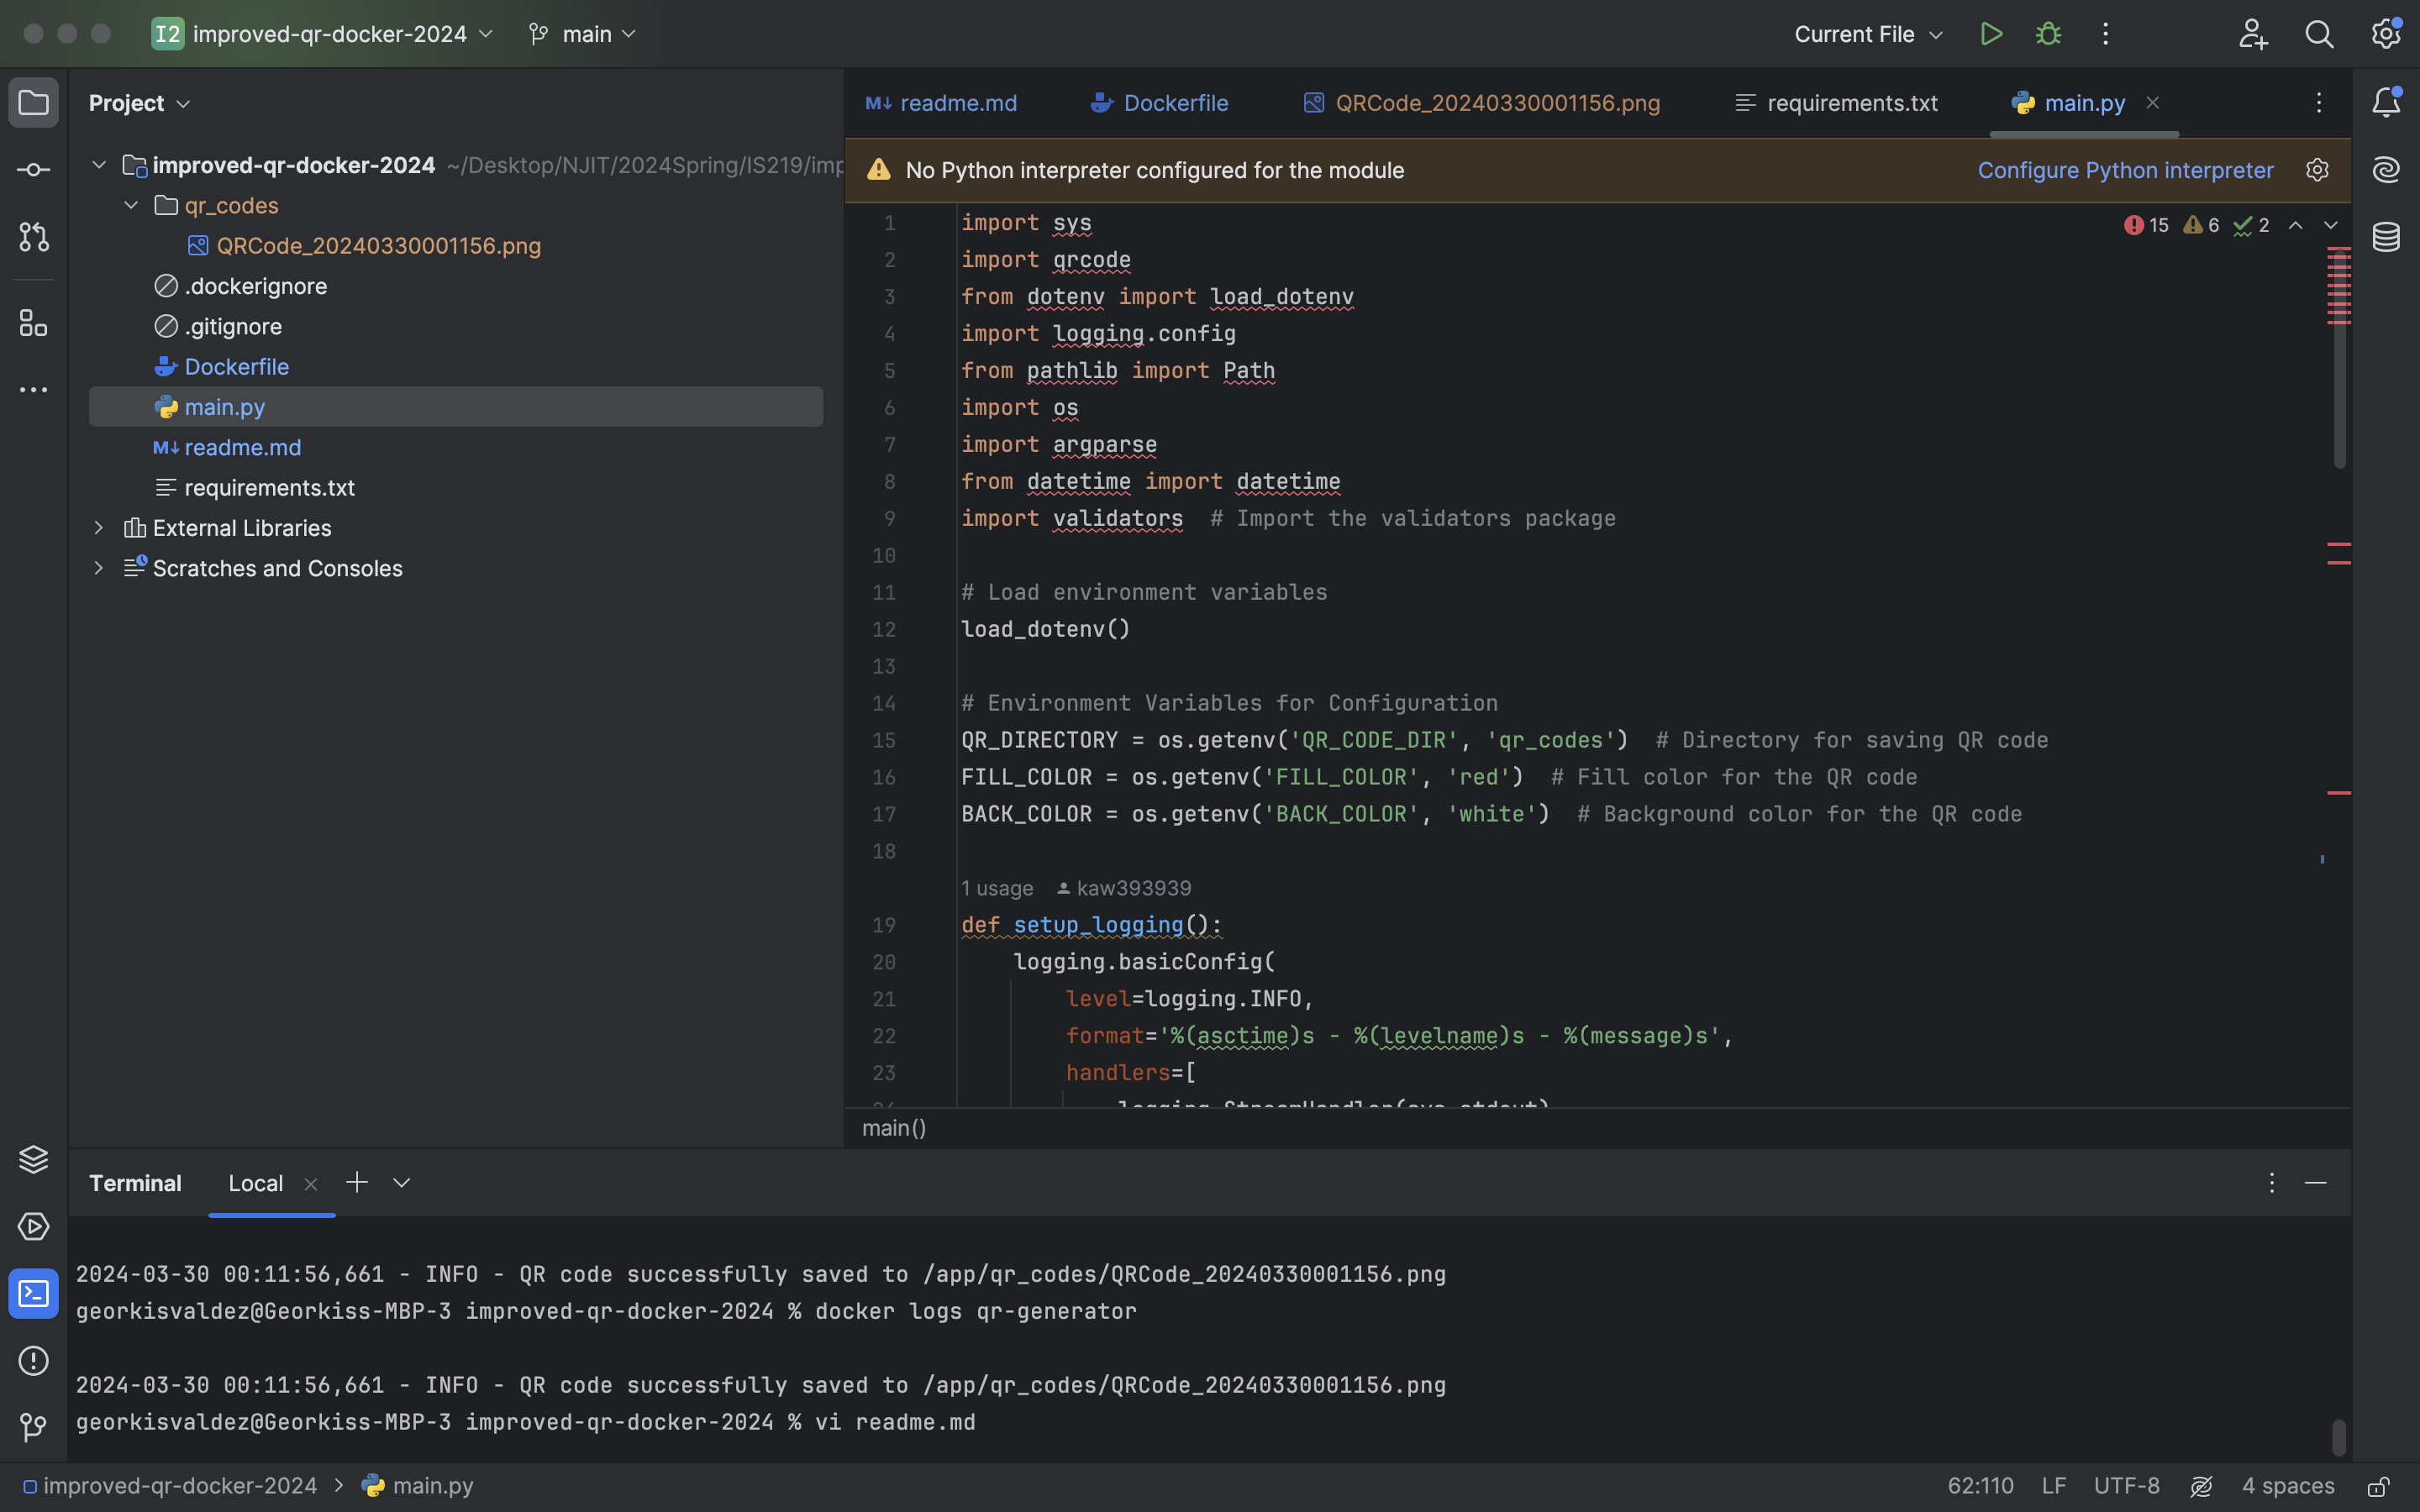 I2 improved-qr-docker-2024 main Current File
Project
improved-qr-docker-2024 ~/Desktop/NJIT/2024Spring/IS219/imp
qr_codes
QRCode_20240330001156.png
.dockerignore
.gitignore
Dockerfile
main.py
M↓ readme.md
requirements.txt
External Libraries
Scratches and Consoles
M↓ readme.md Dockerfile QRCode_20240330001156.png requirements.txt main.py
No Python interpreter configured for the module Configure Python interpreter
15 6 2
1 import sys
2 import qrcode
3 from dotenv import load_dotenv
4 import logging.config
5 from pathlib import Path
6 import os
7 import argparse
8 from datetime import datetime
9 import validators # Import the validators package
10
11 # Load environment variables
12 load_dotenv()
13
14 # Environment Variables for Configuration
15 QR_DIRECTORY = os.getenv('QR_CODE_DIR', 'qr_codes') # Directory for saving QR code
16 FILL_COLOR = os.getenv('FILL_COLOR', 'red') # Fill color for the QR code
17 BACK_COLOR = os.getenv('BACK_COLOR', 'white') # Background color for the QR code
18
1 usage kaw393939
19 def setup_logging():
20 logging.basicConfig(
21 level=logging.INFO,
22 format='%(asctime)s - %(levelname)s - %(message)s',
23 handlers=[
24 logging.StreamHandler(sys.stdout),
main()
Terminal Local
2024-03-30 00:11:56,661 - INFO - QR code successfully saved to /app/qr_codes/QRCode_20240330001156.png
georkisvaldez@Georkiss-MBP-3 improved-qr-docker-2024 % docker logs qr-generator
2024-03-30 00:11:56,661 - INFO - QR code successfully saved to /app/qr_codes/QRCode_20240330001156.png
georkisvaldez@Georkiss-MBP-3 improved-qr-docker-2024 % vi readme.md
improved-qr-docker-2024 main.py 62:110 LF UTF-8 4 spaces